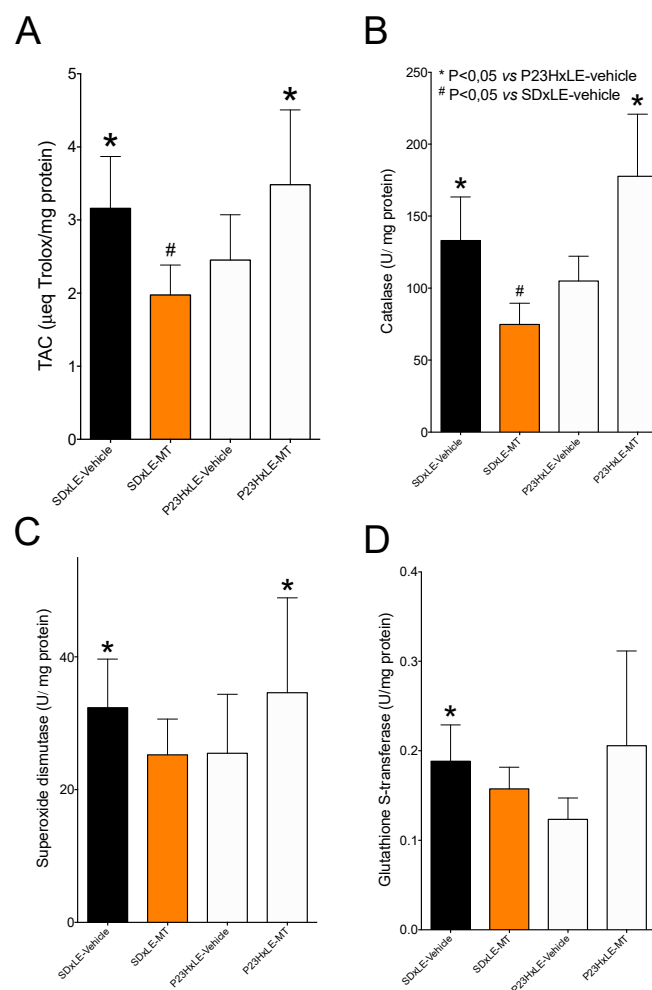 A
TAC (µeq Trolox/mg protein)
5
4
3
2
1
0
*
#
*
SDxLE-Vehicle
SDxLE-MT
P23HxLE-Vehicle
P23HxLE-MT
B
* P<0,05 vs P23HxLE-vehicle
# P<0,05 vs SDxLE-vehicle
Catalase (U/ mg protein)
250
200
150
100
50
0
*
#
*
SDxLE-Vehicle
SDxLE-MT
P23HxLE-Vehicle
P23HxLE-MT
C
Superoxide dismutase (U/ mg protein)
40
20
0
*
*
SDxLE-Vehicle
SDxLE-MT
P23HxLE-Vehicle
P23HxLE-MT
D
Glutathione S-transferase (U/mg protein)
0.4
0.3
0.2
0.1
0.0
*
SDxLE-Vehicle
SDxLE-MT
P23HxLE-Vehicle
P23HxLE-MT